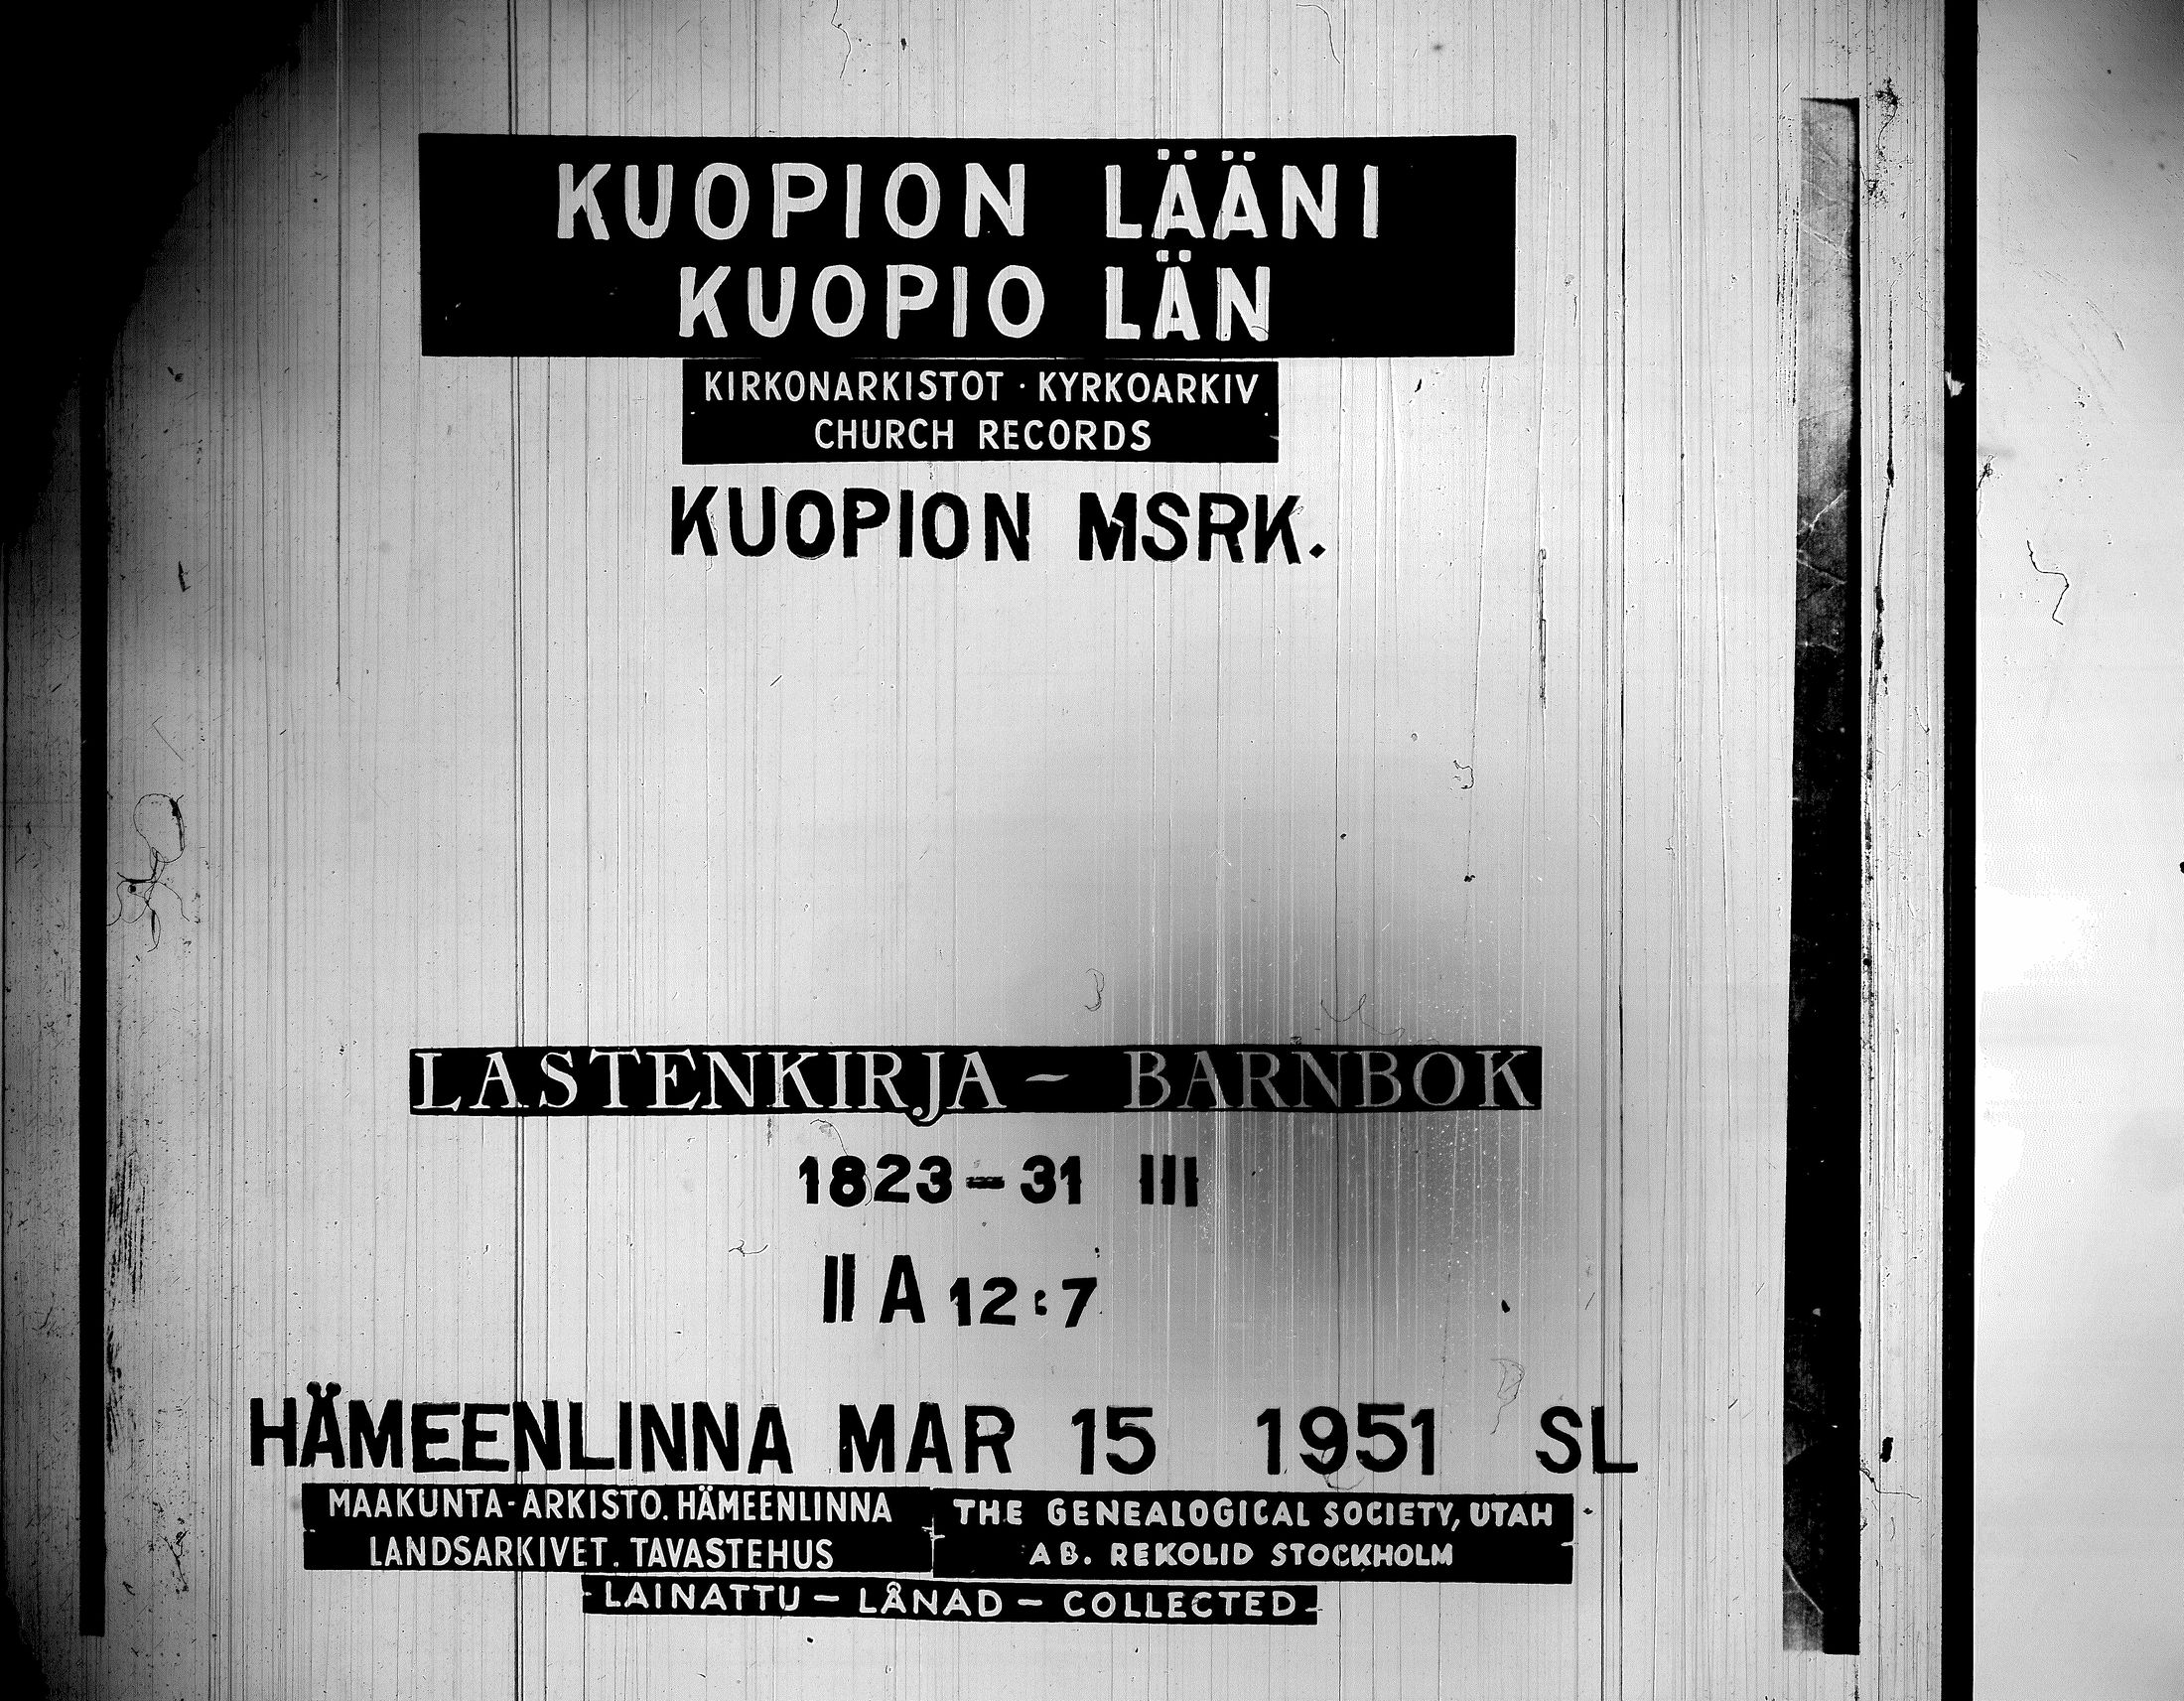 KUOPION LÄÄNI
KUOPIO LÄN
KIRKONARKISTOT · KYRKOARKIV
CHURCH RECORDS
KUOPION MSRK.
LASTENKIRJA - BARNBOK
1823-31 III
II A 12:7
HÄMEENLINNA MAR 15 1951 SL
MAAKUNTA-ARKISTO. HÄMEENLINNA
LANDSARKIVET. TAVASTEHUS
THE GENEALOGICAL SOCIETY, UTAH
AB. REKOLID STOCKHOLM
LAINATTU - LÅNAD - COLLECTED